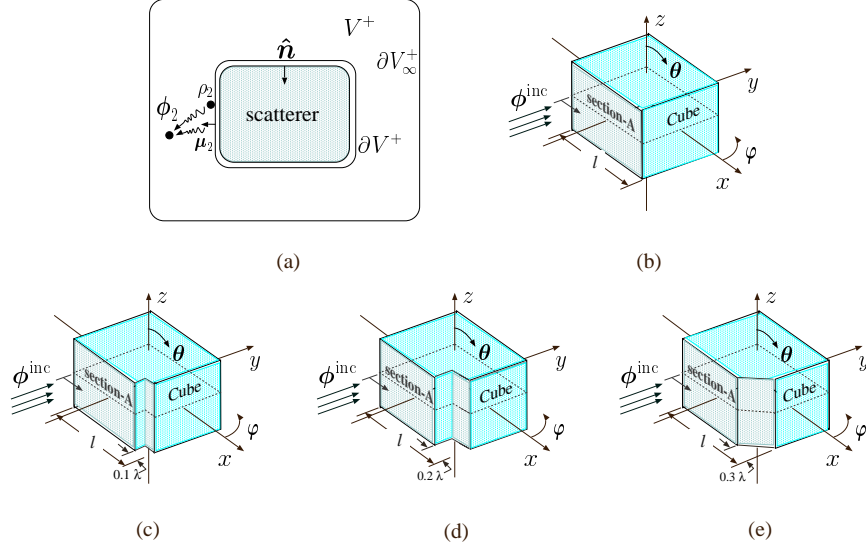 V⁺
n̂
∂V∞⁺
ρ₂
ϕ₂
scatterer
μ₂
∂V⁺
(a)
z
θ
y
ϕ^inc
section-A
Cube
φ
l
x
(b)
z
θ
y
ϕ^inc
section-A
Cube
φ
l
x
0.1 λ
(c)
z
θ
y
ϕ^inc
section-A
Cube
φ
l
x
0.2 λ
(d)
z
θ
y
ϕ^inc
section-A
Cube
φ
l
x
0.3 λ
(e)